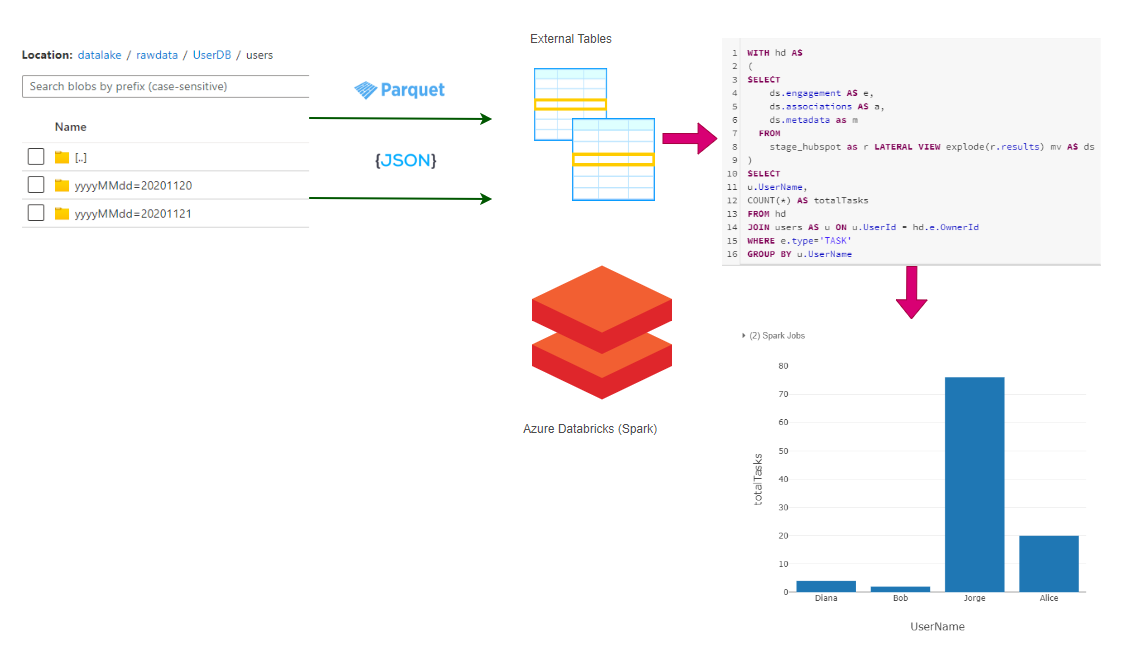 Location: datalake / rawdata / UserDB / users
Search blobs by prefix (case-sensitive)
Name
[..]
yyyyMMdd=20201120
yyyyMMdd=20201121
Parquet
{JSON}
External Tables
Azure Databricks (Spark)
1 WITH hd AS
2 (
3 SELECT
4 ds.engagement AS e,
5 ds.associations AS a,
6 ds.metadata as m
7 FROM
8 stage_hubspot as r LATERAL VIEW explode(r.results) mv AS ds
9 )
10 SELECT
11 u.UserName,
12 COUNT(*) AS totalTasks
13 FROM hd
14 JOIN users AS u ON u.UserId = hd.e.OwnerId
15 WHERE e.type='TASK'
16 GROUP BY u.UserName
(2) Spark Jobs
80
70
60
50
40
30
20
10
0
totalTasks
Diana Bob Jorge Alice
UserName